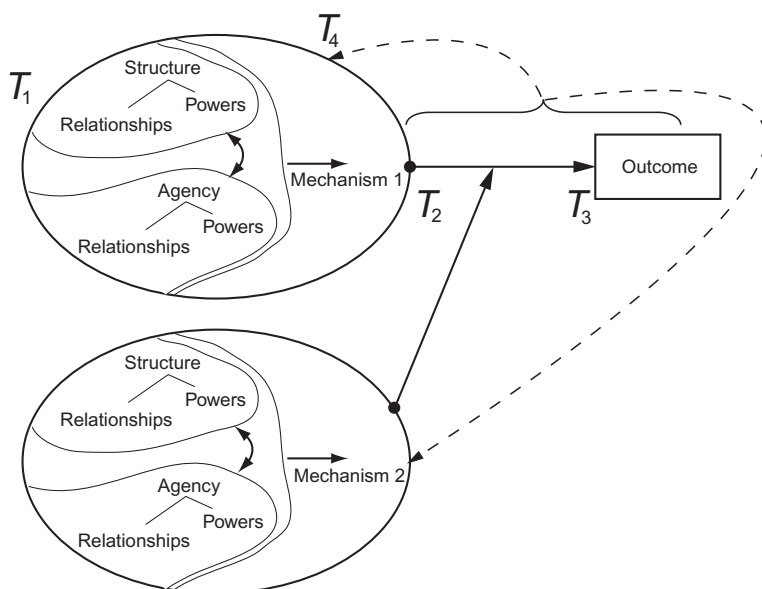 T4
T1
Structure
Powers
Relationships
Mechanism 1
Outcome
Agency
T2
T3
Powers
Relationships
Structure
Powers
Relationships
Mechanism 2
Agency
Powers
Relationships